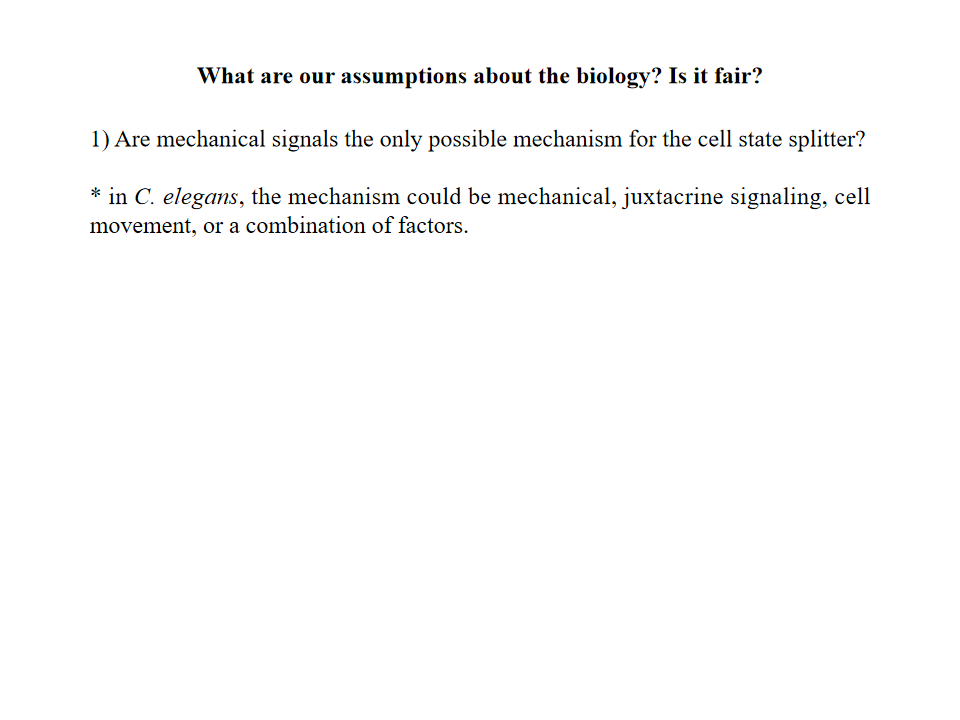 What are our assumptions about the biology? Is it fair?
1) Are mechanical signals the only possible mechanism for the cell state splitter?
* in C. elegans, the mechanism could be mechanical, juxtacrine signaling, cell
movement, or a combination of factors.